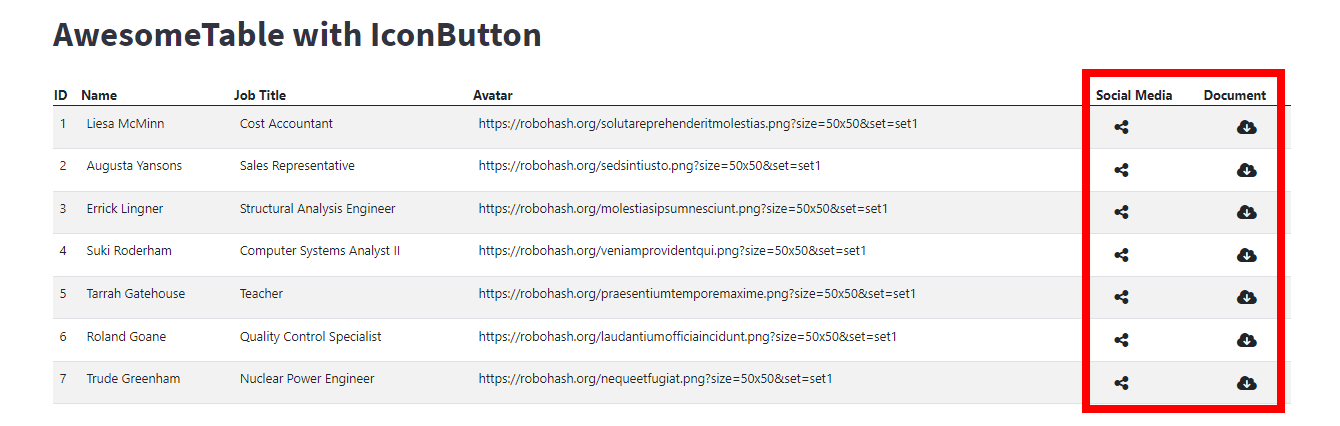 AwesomeTable with IconButton
ID Name Job Title Avatar Social Media Document
1 Liesa McMinn Cost Accountant https://robohash.org/solutareprehenderitmolestias.png?size=50x50&set=set1
2 Augusta Yansons Sales Representative https://robohash.org/sedsintiusto.png?size=50x50&set=set1
3 Errick Lingner Structural Analysis Engineer https://robohash.org/molestiasipsumnesciunt.png?size=50x50&set=set1
4 Suki Roderham Computer Systems Analyst II https://robohash.org/veniamprovidentqui.png?size=50x50&set=set1
5 Tarrah Gatehouse Teacher https://robohash.org/praesentiumtemporemaxime.png?size=50x50&set=set1
6 Roland Goane Quality Control Specialist https://robohash.org/laudantiumofficiaincidunt.png?size=50x50&set=set1
7 Trude Greenham Nuclear Power Engineer https://robohash.org/nequeetfugiat.png?size=50x50&set=set1